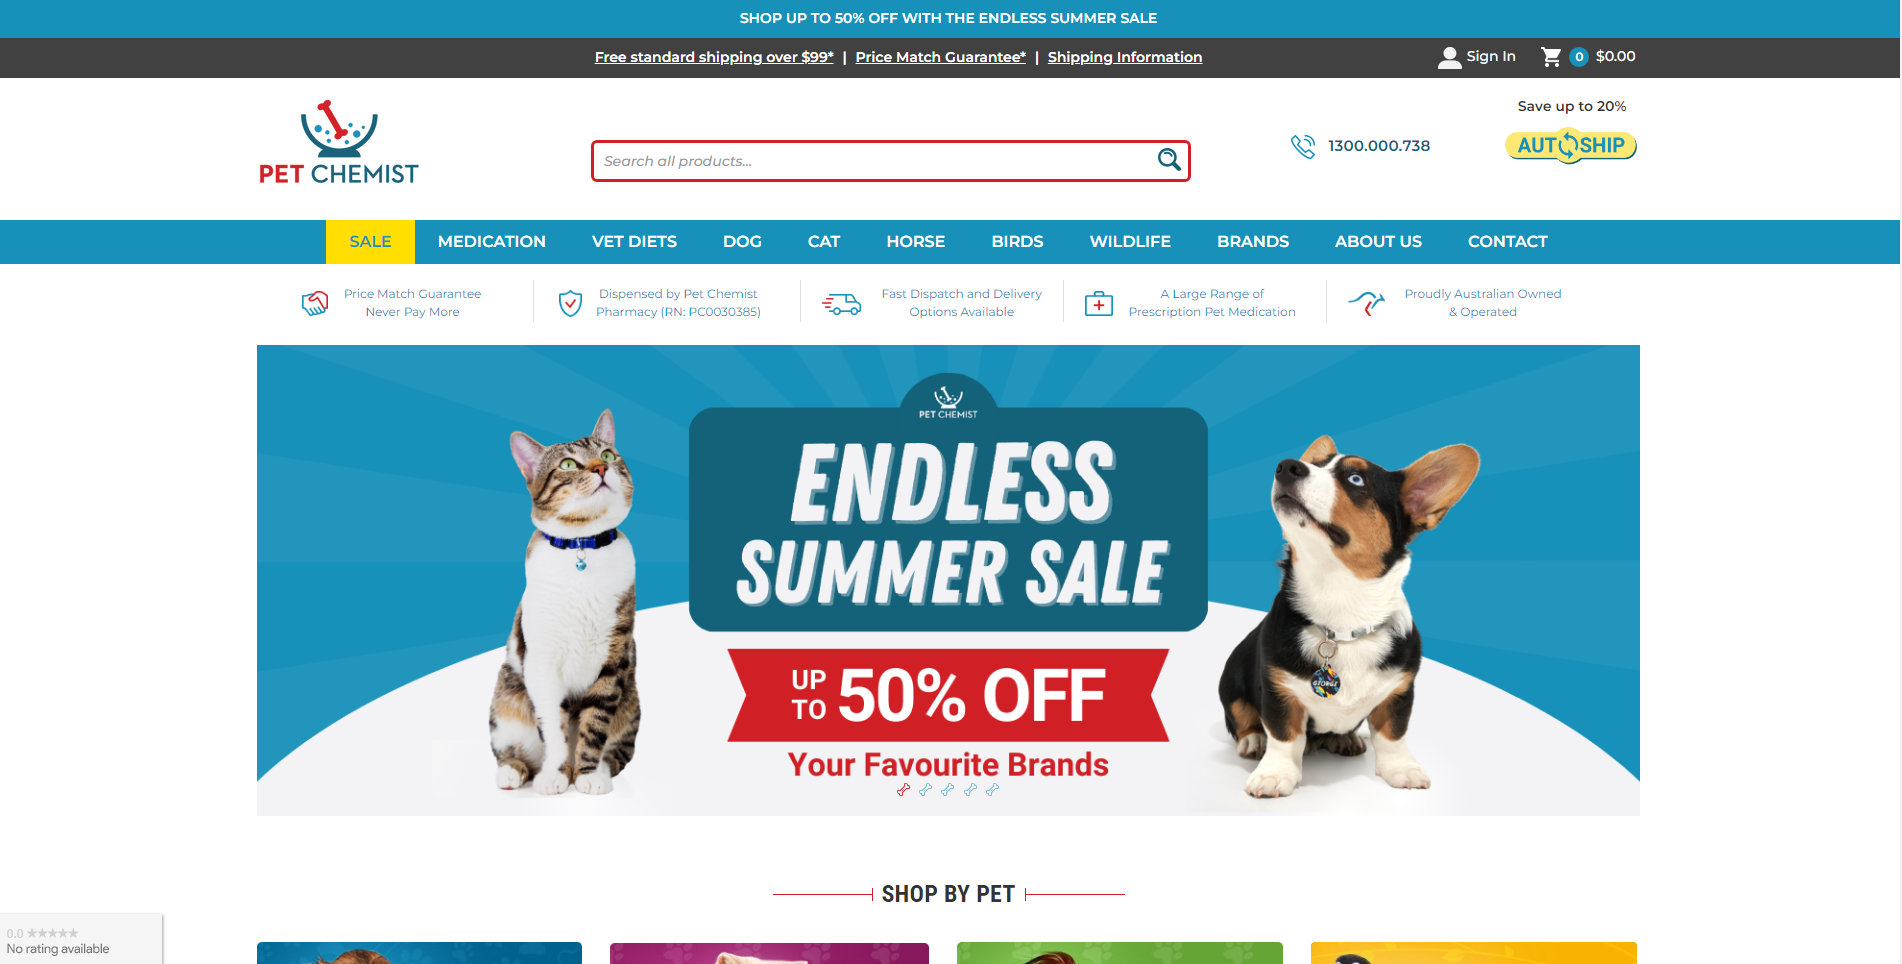 SHOP UP TO 50% OFF WITH THE ENDLESS SUMMER SALE
Free standard shipping over $99* | Price Match Guarantee* | Shipping Information
Sign In
0 $0.00
PET CHEMIST
Search all products...
1300.000.738
Save up to 20%
AUTOSHIP
SALE MEDICATION VET DIETS DOG CAT HORSE BIRDS WILDLIFE BRANDS ABOUT US CONTACT
Price Match Guarantee
Never Pay More
Dispensed by Pet Chemist
Pharmacy (RN: PC0030385)
Fast Dispatch and Delivery
Options Available
A Large Range of
Prescription Pet Medication
Proudly Australian Owned
& Operated
PET CHEMIST
ENDLESS
SUMMER SALE
UP TO 50% OFF
Your Favourite Brands
GEORGE
SHOP BY PET
0.0 ★★★★★
No rating available